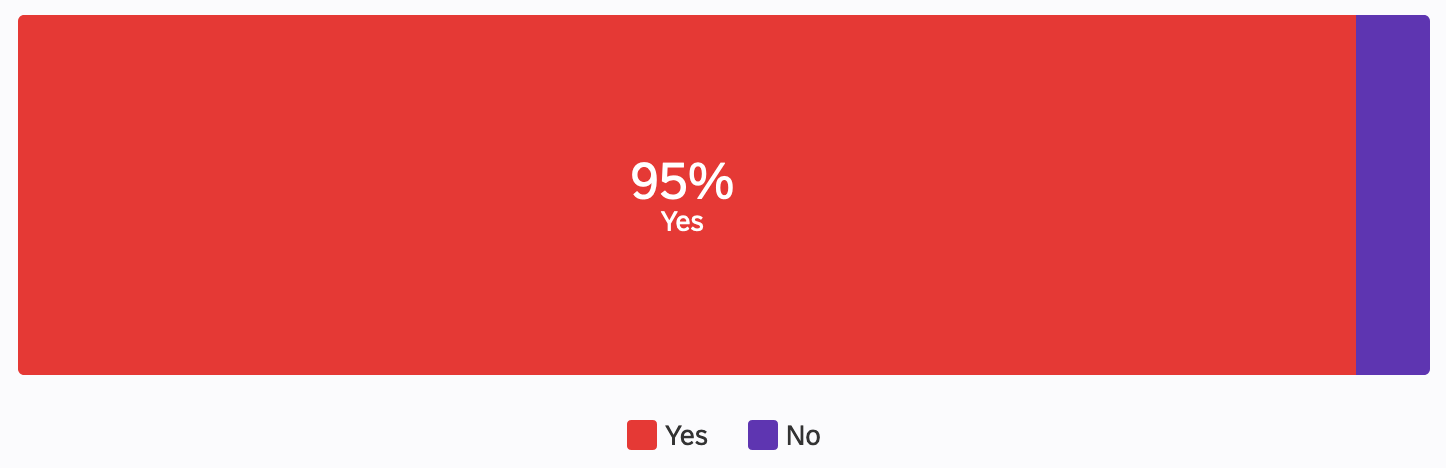 95%
Yes
Yes No